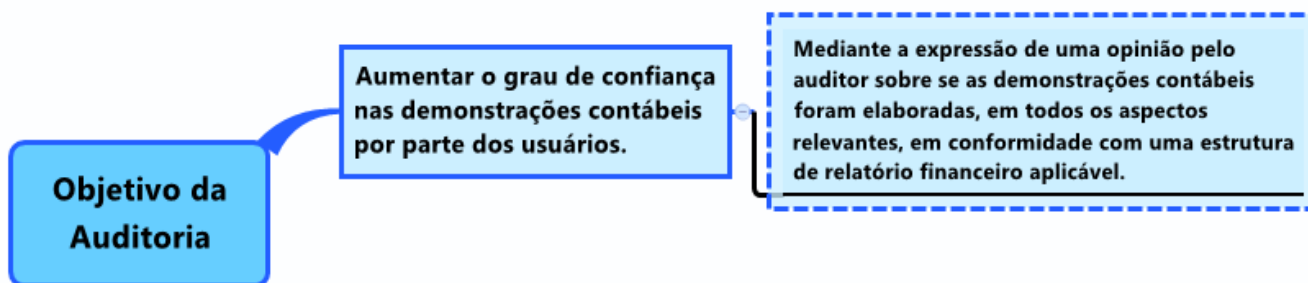 Objetivo da
Auditoria
Aumentar o grau de confiança
nas demonstrações contábeis
por parte dos usuários.
Mediante a expressão de uma opinião pelo
auditor sobre se as demonstrações contábeis
foram elaboradas, em todos os aspectos
relevantes, em conformidade com uma estrutura
de relatório financeiro aplicável.